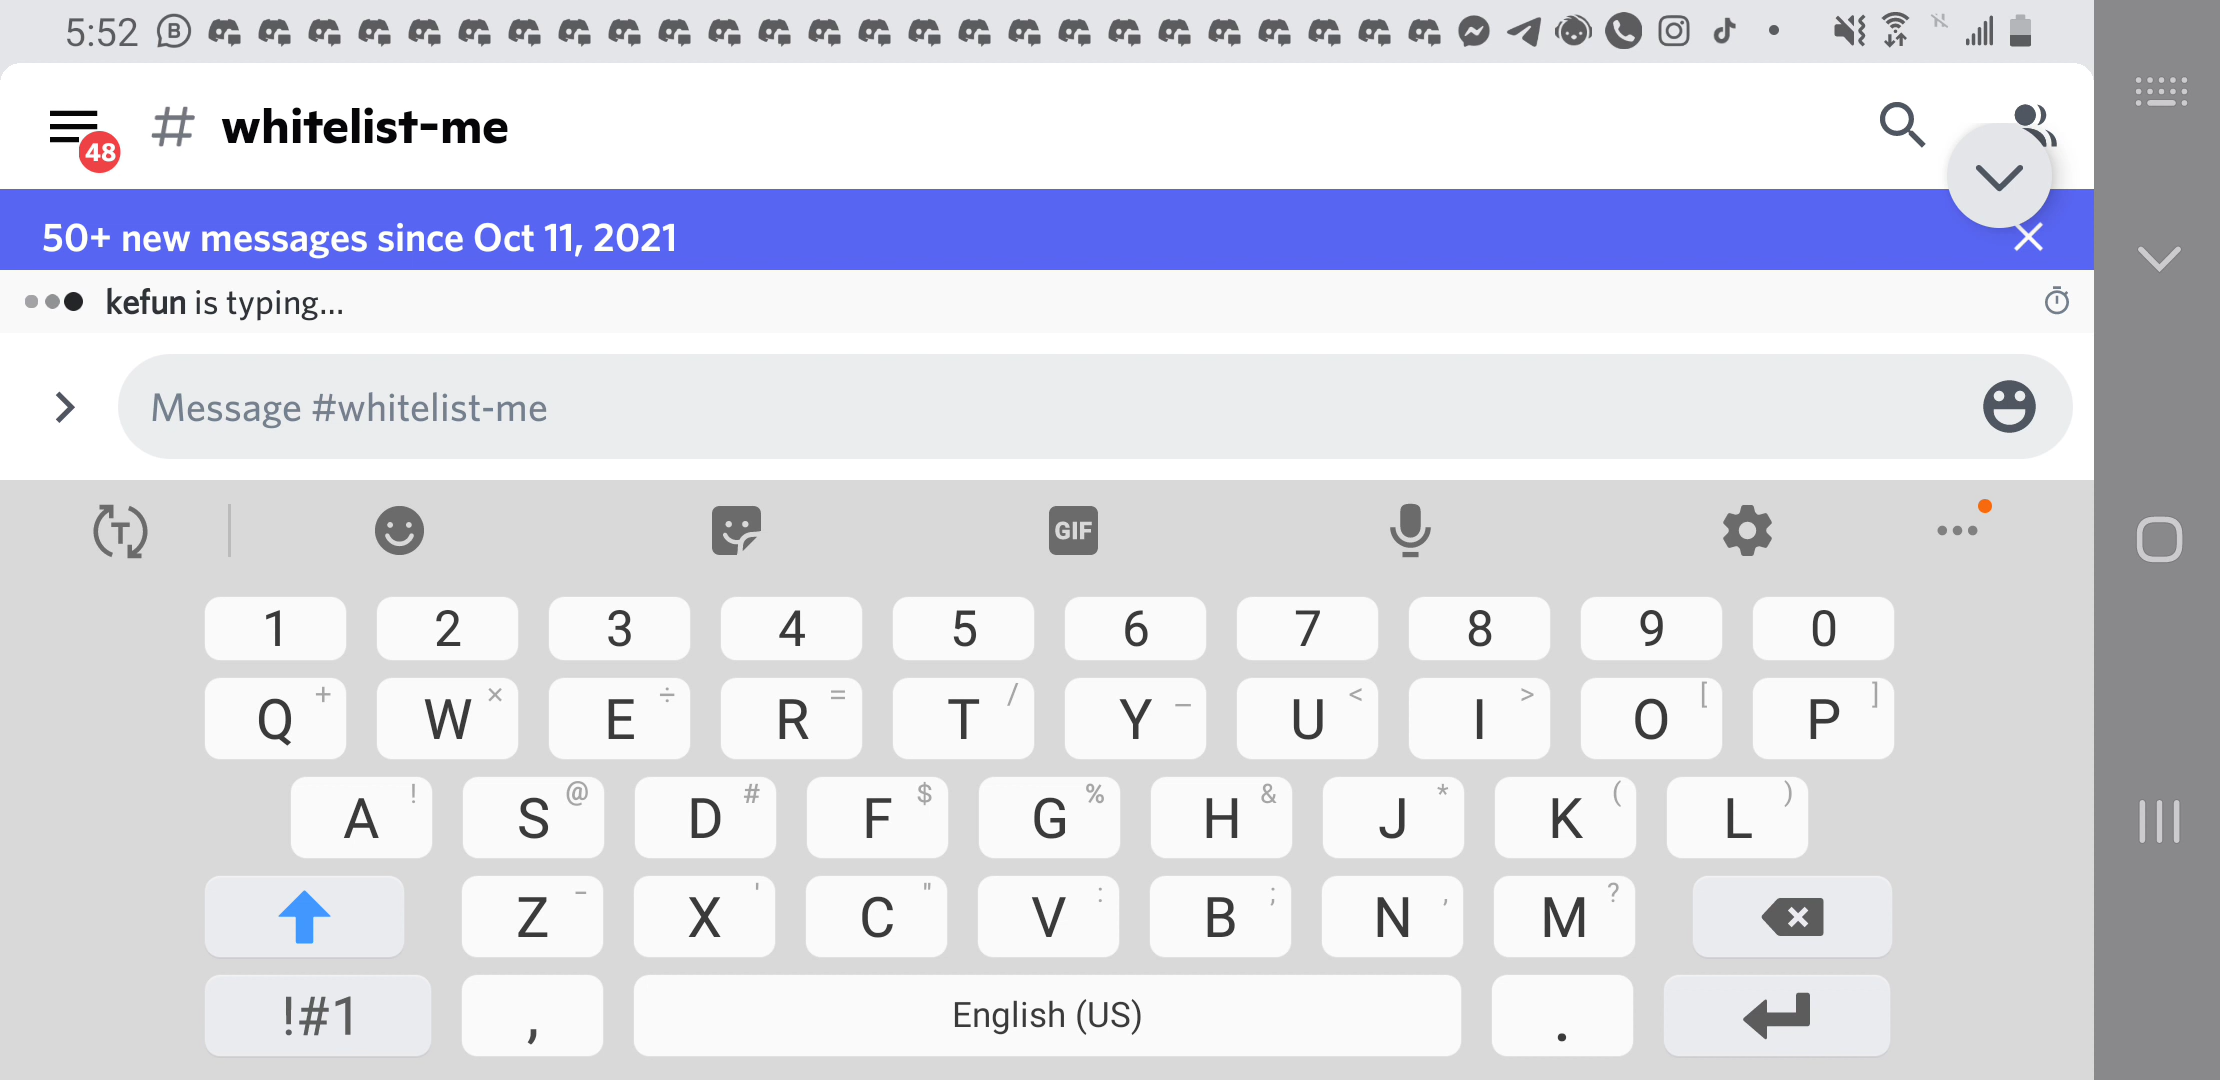 5:52
48
# whitelist-me
50+ new messages since Oct 11, 2021
kefun is typing...
Message #whitelist-me
T
GIF
1 2 3 4 5 6 7 8 9 0
Q + W × E ÷ R = T / Y _ U < I > O [ P ]
A ! S @ D # F $ G % H & J * K ( L )
Z - X ' C " V : B ; N , M ?
!#1 , English (US) .